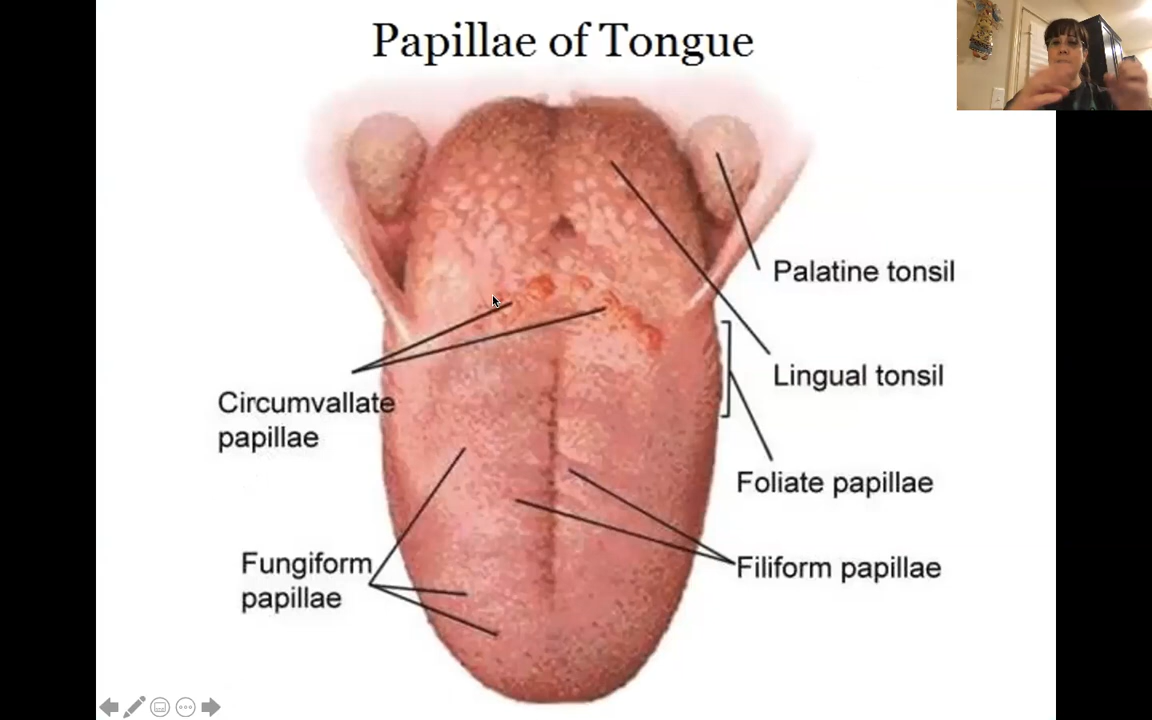 Papillae of Tongue
Palatine tonsil
Lingual tonsil
Circumvallate
papillae
Foliate papillae
Fungiform
papillae
Filiform papillae